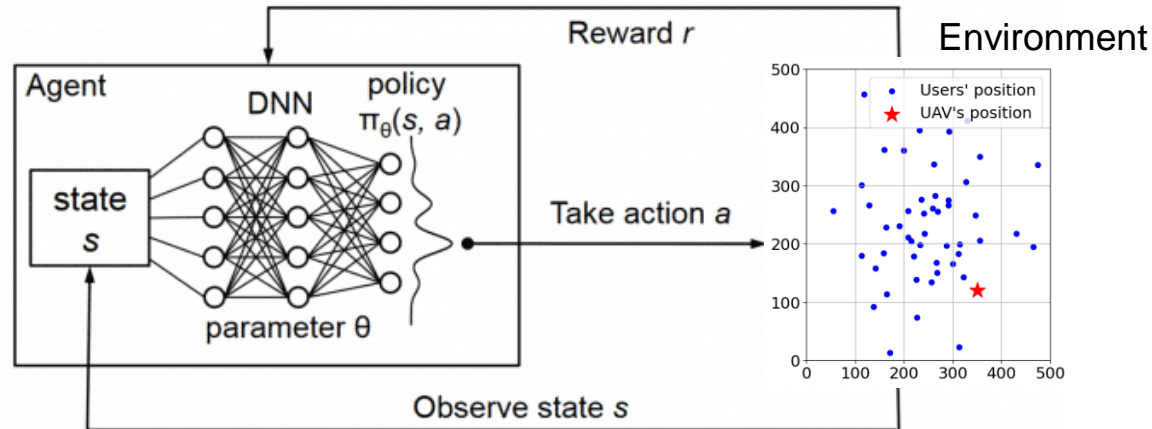 Reward r
Environment
Agent
DNN
policy
πθ(s, a)
state
s
parameter θ
Take action a
Observe state s
Users' position
UAV's position
500
400
300
200
100
0
0 100 200 300 400 500